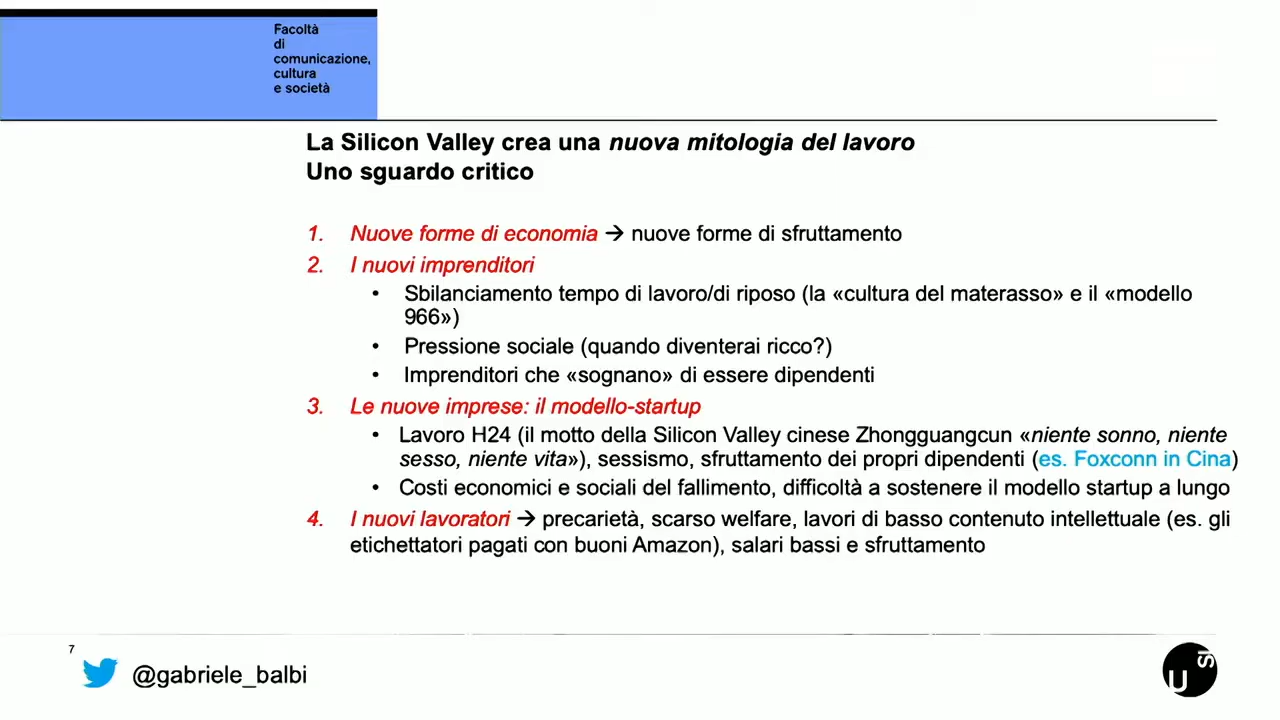 Facoltà
di
comunicazione,
cultura
e società
La Silicon Valley crea una nuova mitologia del lavoro
Uno sguardo critico
1. Nuove forme di economia → nuove forme di sfruttamento
2. I nuovi imprenditori
• Sbilanciamento tempo di lavoro/di riposo (la «cultura del materasso» e il «modello
966»)
• Pressione sociale (quando diventerai ricco?)
• Imprenditori che «sognano» di essere dipendenti
3. Le nuove imprese: il modello-startup
• Lavoro H24 (il motto della Silicon Valley cinese Zhongguangcun «niente sonno, niente
sesso, niente vita»), sessismo, sfruttamento dei propri dipendenti (es. Foxconn in Cina)
• Costi economici e sociali del fallimento, difficoltà a sostenere il modello startup a lungo
4. I nuovi lavoratori → precarietà, scarso welfare, lavori di basso contenuto intellettuale (es. gli
etichettatori pagati con buoni Amazon), salari bassi e sfruttamento
7
@gabriele_balbi
USI